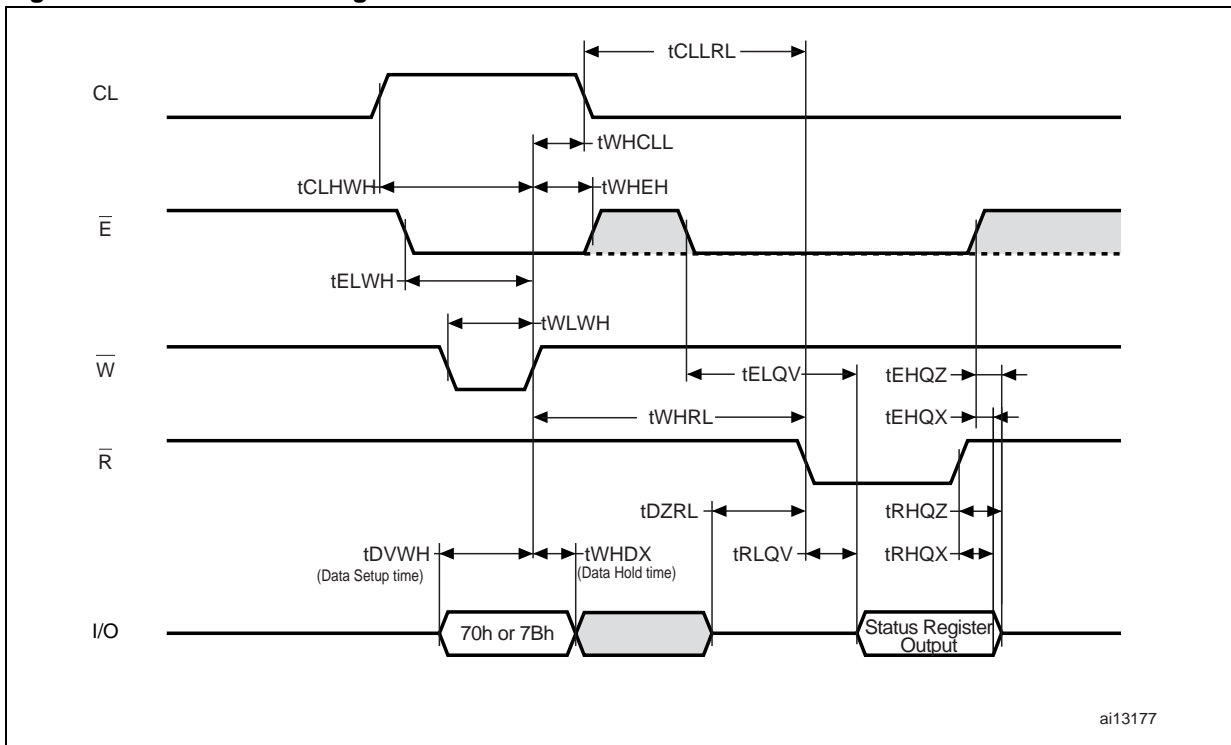 tCLLRL
CL
tWHCLL
tCLHWH
tWHEH
E
tELWH
tWLWH
W
tELQV
tEHQZ
tWHRL
tEHQX
R
tDZRL
tRHQZ
tDVWH
tWHDX
tRLQV
tRHQX
(Data Setup time)
(Data Hold time)
I/O
70h or 7Bh
Status Register
Output
ai13177